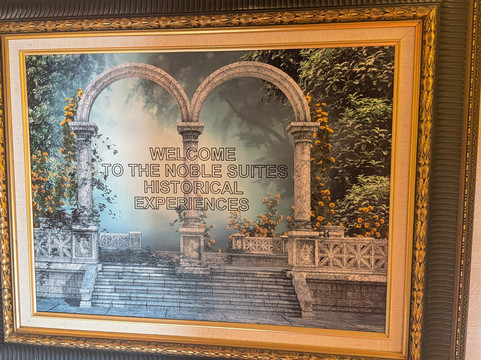 WELCOME
TO THE NOBLE SUITES
HISTORICAL
EXPERIENCES